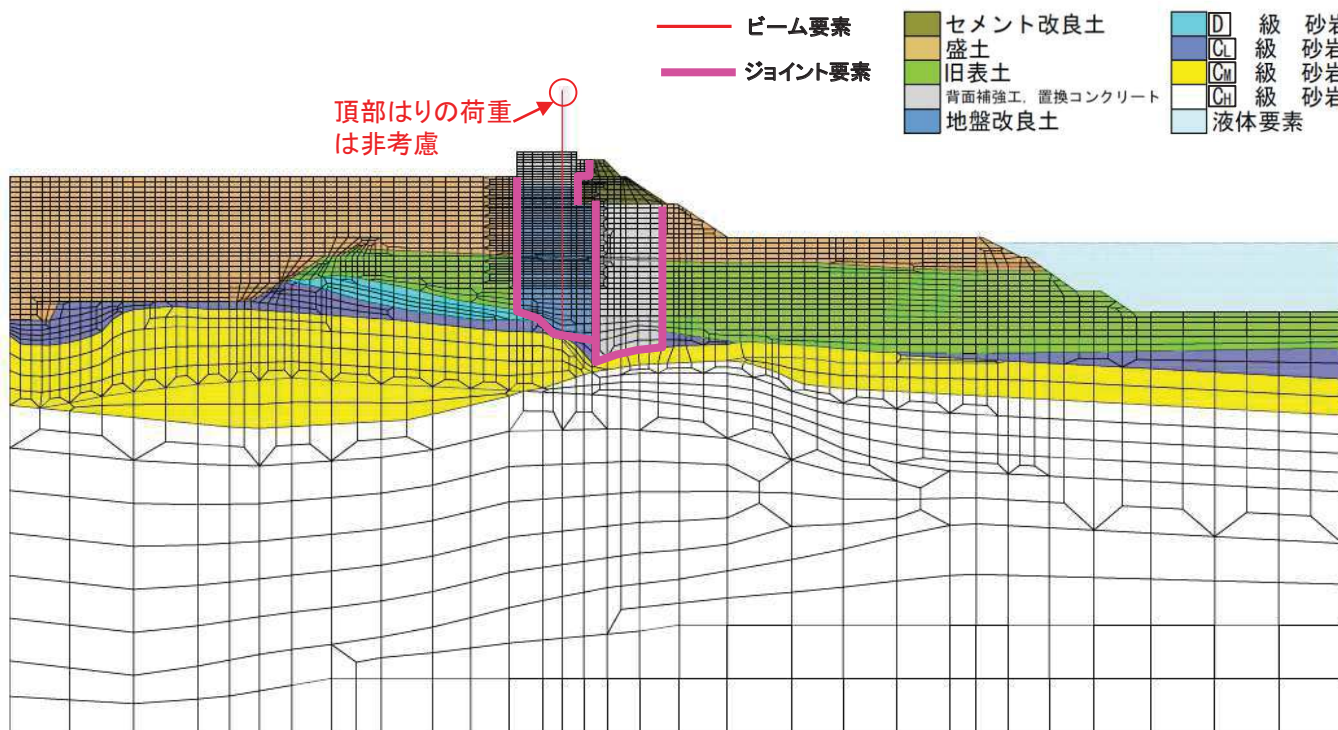 ビーム要素
ジョイント要素
セメント改良土
盛土
旧表土
背面補強工，置換コンクリート
地盤改良土
D 級 砂岩
CL 級 砂岩
CM 級 砂岩
CH 級 砂岩
液体要素
頂部はりの荷重
は非考慮